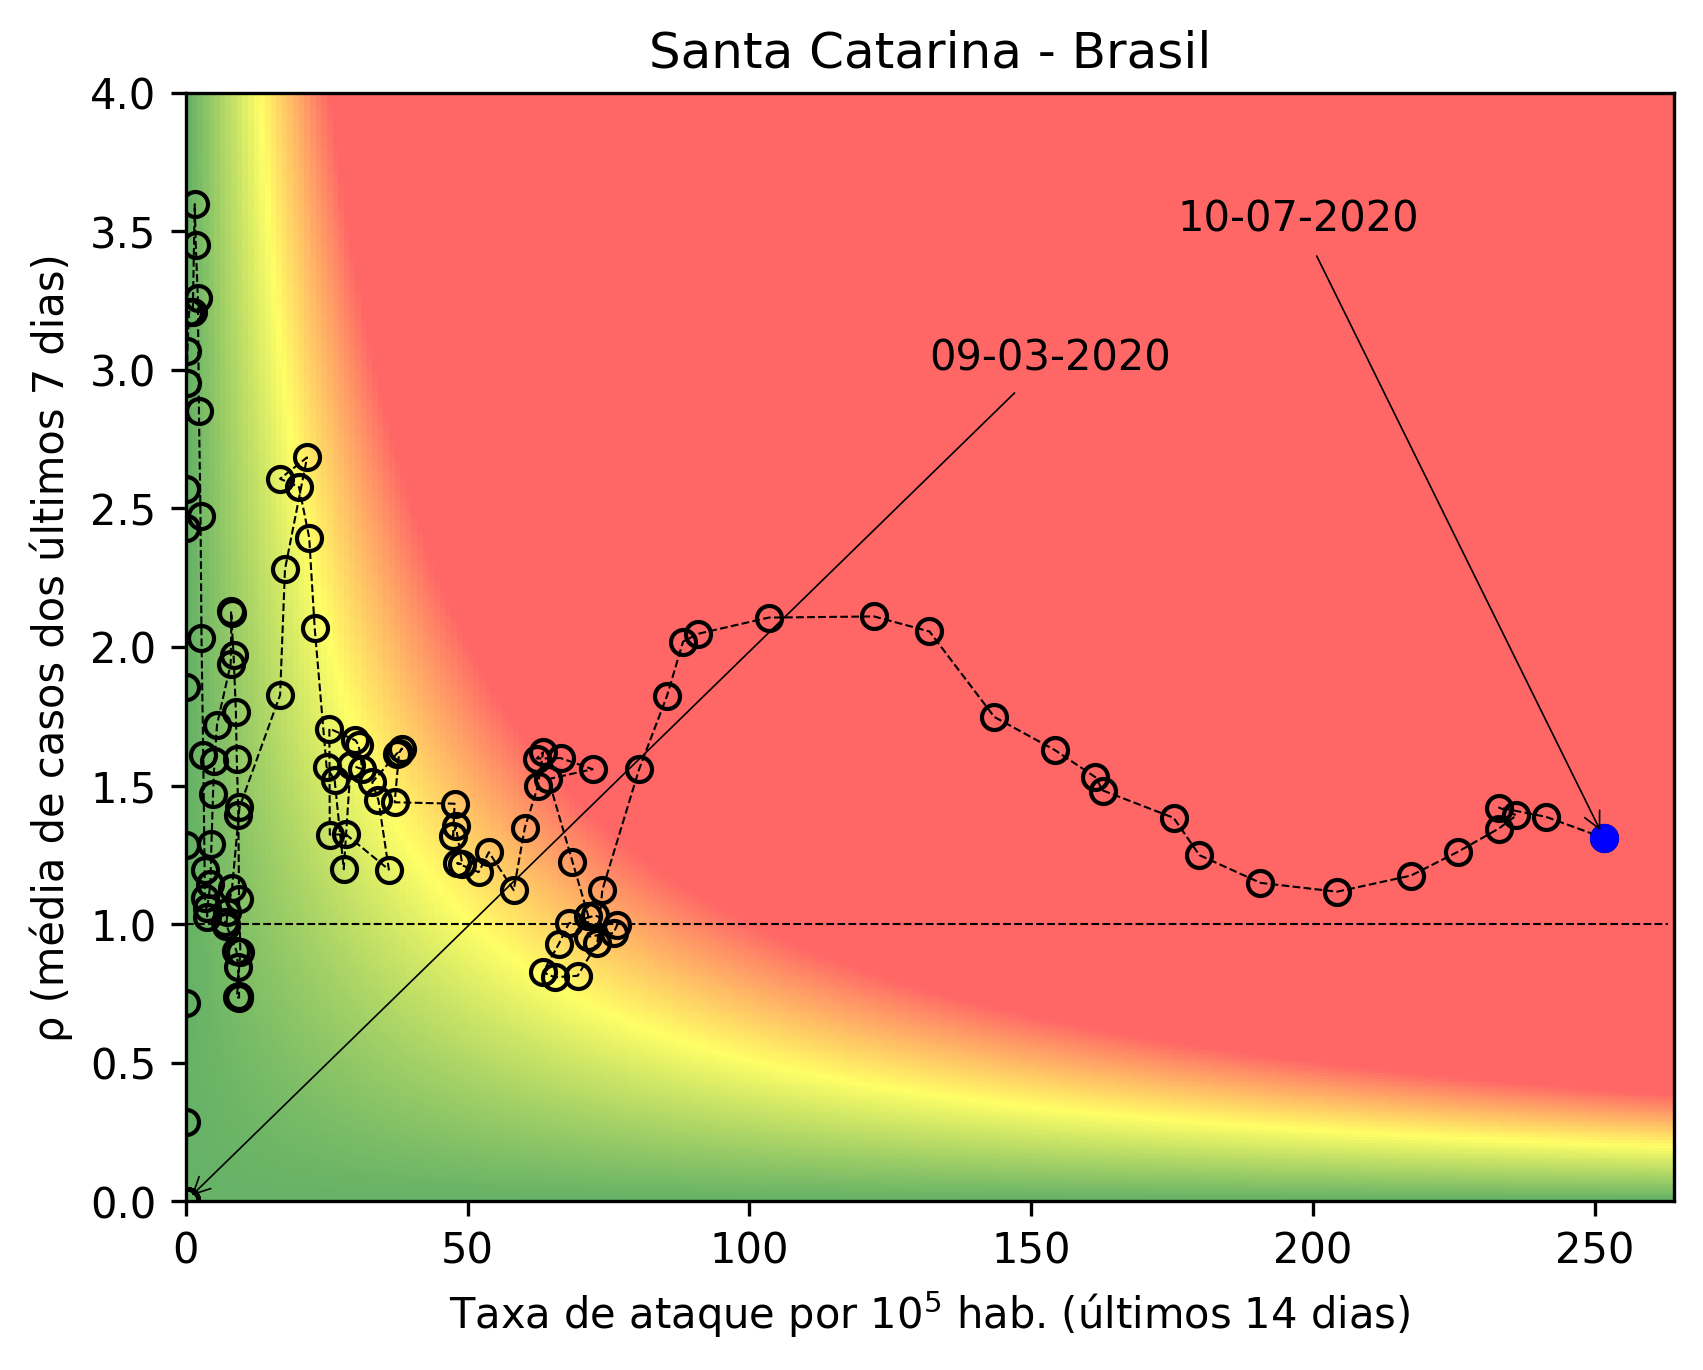 Santa Catarina - Brasil
4.0
3.5
3.0
2.5
2.0
1.5
1.0
0.5
0.0
ρ (média de casos dos últimos 7 dias)
10-07-2020
09-03-2020
0 50 100 150 200 250
Taxa de ataque por 10⁵ hab. (últimos 14 dias)